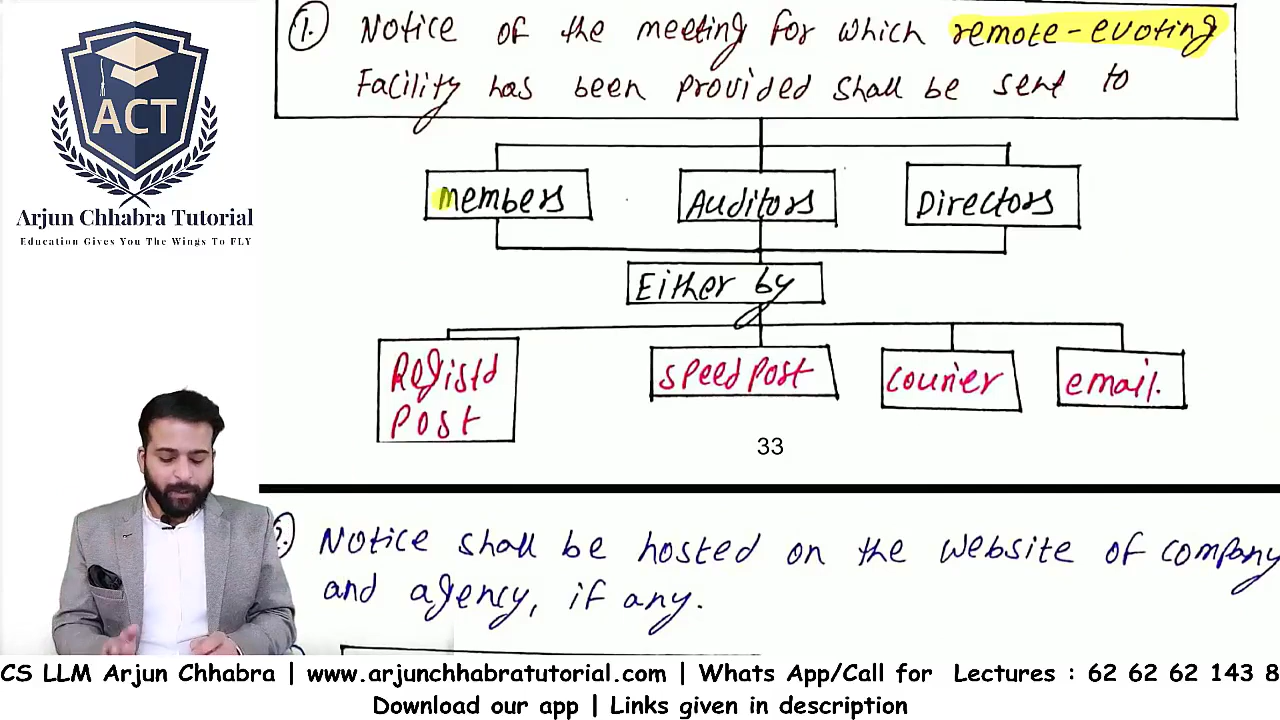 1. Notice of the meeting for which remote-evoting
Facility has been provided shall be sent to
ACT
Arjun Chhabra Tutorial
Education Gives You The Wings To FLY
members
Auditors
Directors
Either by
Registd
Post
speed post
courier
email.
33
2. Notice shall be hosted on the website of company
and agency, if any.
CS LLM Arjun Chhabra | www.arjunchhabratutorial.com | Whats App/Call for Lectures : 62 62 62 143 8
Download our app | Links given in description